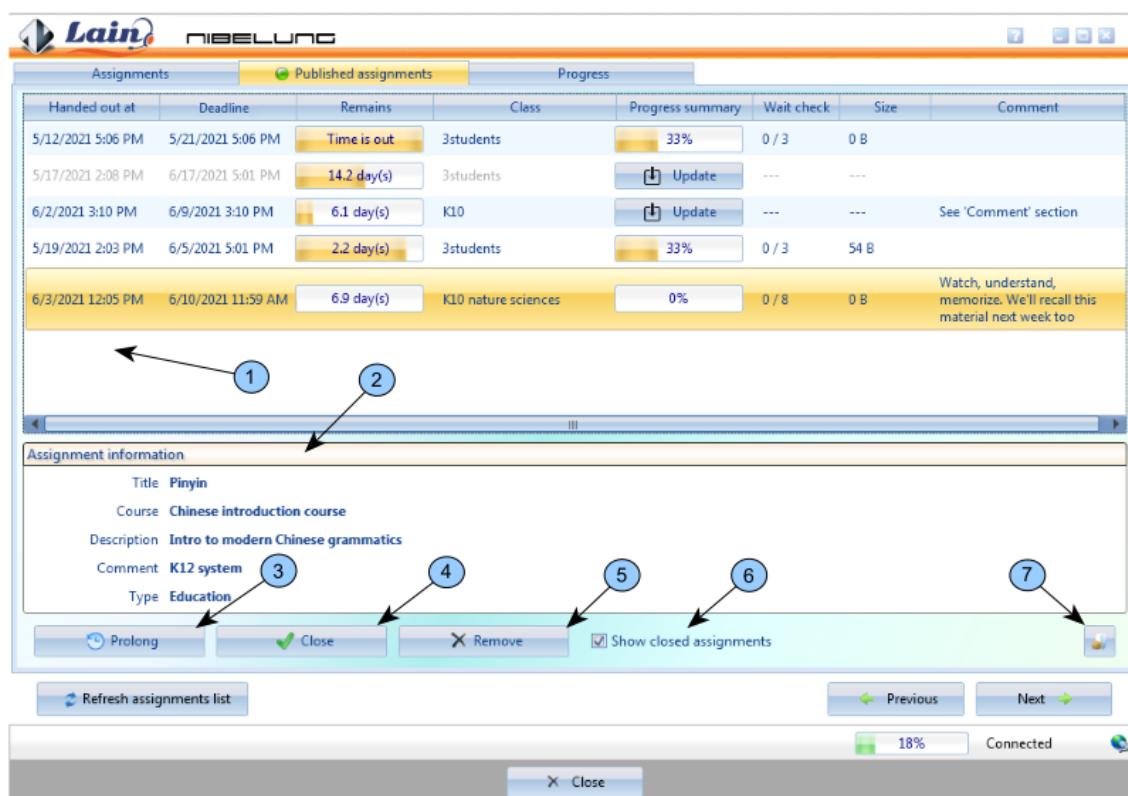 Lain NIBELUNG ?
Assignments Published assignments Progress
Handed out at Deadline Remains Class Progress summary Wait check Size Comment
5/12/2021 5:06 PM 5/21/2021 5:06 PM Time is out 3students 33% 0 / 3 0 B
5/17/2021 2:08 PM 6/17/2021 5:01 PM 14.2 day(s) 3students Update --- ---
6/2/2021 3:10 PM 6/9/2021 3:10 PM 6.1 day(s) K10 Update --- --- See 'Comment' section
5/19/2021 2:03 PM 6/5/2021 5:01 PM 2.2 day(s) 3students 33% 0 / 3 54 B
6/3/2021 12:05 PM 6/10/2021 11:59 AM 6.9 day(s) K10 nature sciences 0% 0 / 8 0 B Watch, understand,
memorize. We'll recall this
material next week too
1 2
Assignment information
Title Pinyin
Course Chinese introduction course
Description Intro to modern Chinese grammatics
Comment K12 system
Type Education
3 4 5 6 7
Prolong Close Remove Show closed assignments
Refresh assignments list Previous Next
18% Connected
Close